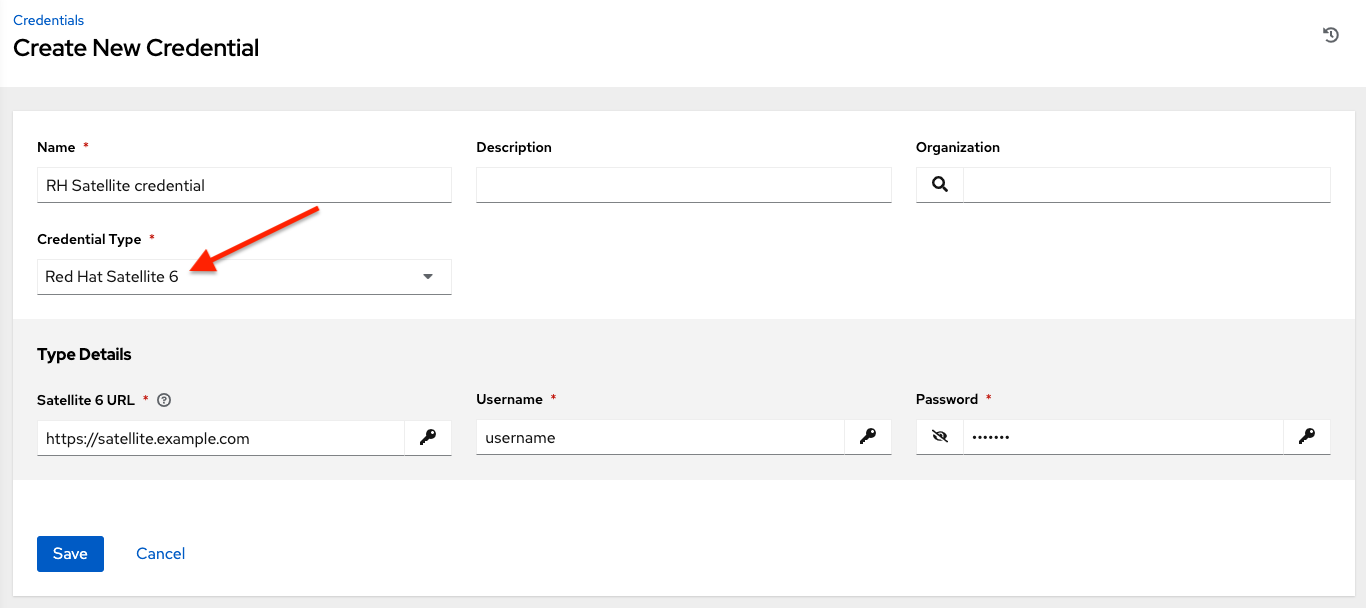 Credentials
Create New Credential
Name *
Description
Organization
RH Satellite credential
Credential Type *
Red Hat Satellite 6
Type Details
Satellite 6 URL *
Username *
Password *
https://satellite.example.com
username
•••••••
Save
Cancel